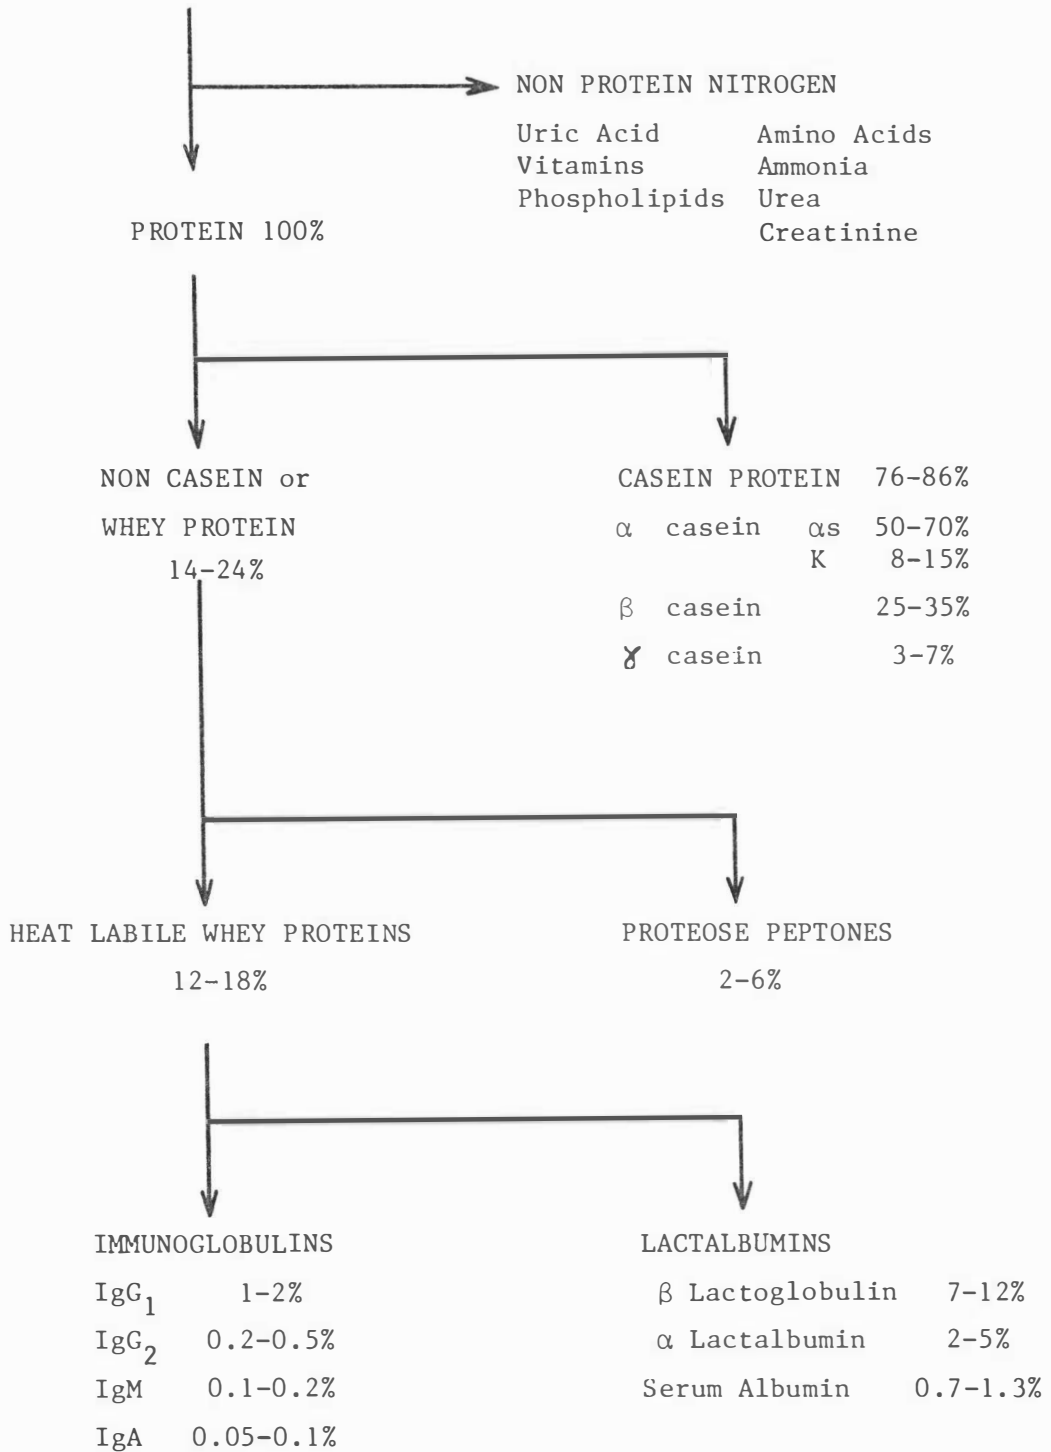 NON PROTEIN NITROGEN
Uric Acid Amino Acids
Vitamins Ammonia
Phospholipids Urea
Creatinine
PROTEIN 100%
NON CASEIN or
WHEY PROTEIN
14-24%
CASEIN PROTEIN 76-86%
α casein αs 50-70%
K 8-15%
β casein 25-35%
ɣ casein 3-7%
HEAT LABILE WHEY PROTEINS
12-18%
PROTEOSE PEPTONES
2-6%
IMMUNOGLOBULINS
IgG₁ 1-2%
IgG₂ 0.2-0.5%
IgM 0.1-0.2%
IgA 0.05-0.1%
LACTALBUMINS
β Lactoglobulin 7-12%
α Lactalbumin 2-5%
Serum Albumin 0.7-1.3%